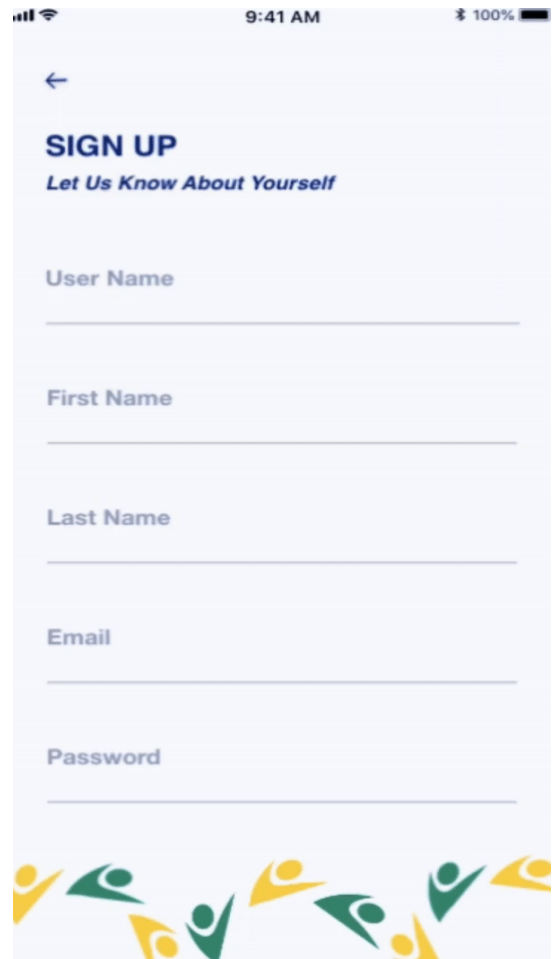 9:41 AM
100%
SIGN UP
Let Us Know About Yourself
User Name
First Name
Last Name
Email
Password